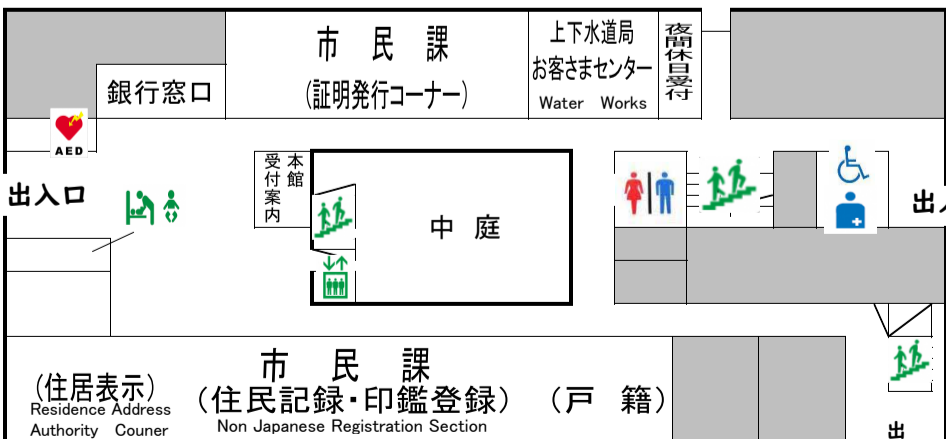 市民課
(証明発行コーナー)
上下水道局
お客さまセンター
Water Works
夜間休日受付
銀行窓口
AED
出入口
本館
受付案内
中庭
出入
市民課
(住居表示)
Residence Address
Authority Couner
(住民記録・印鑑登録)
Non Japanese Registration Section
(戸籍)
出